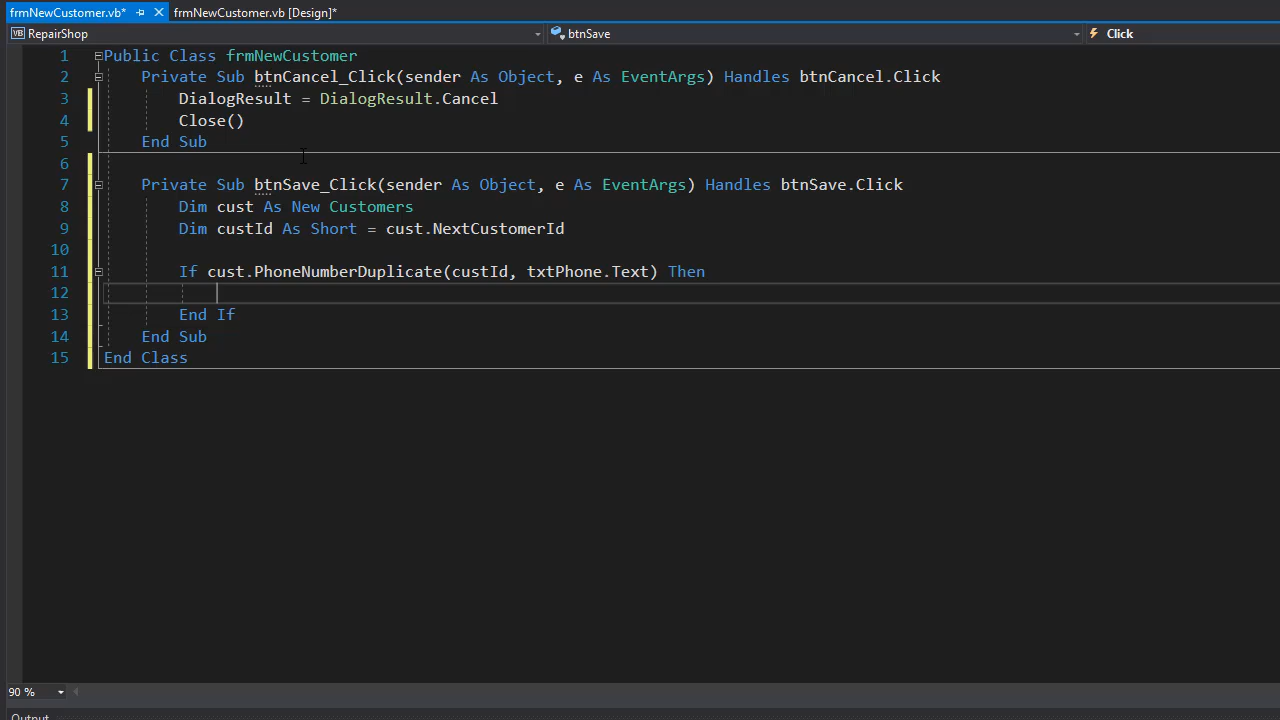 frmNewCustomer.vb*
frmNewCustomer.vb [Design]*
VB RepairShop
btnSave
Click
1 Public Class frmNewCustomer
2 Private Sub btnCancel_Click(sender As Object, e As EventArgs) Handles btnCancel.Click
3 DialogResult = DialogResult.Cancel
4 Close()
5 End Sub
6
7 Private Sub btnSave_Click(sender As Object, e As EventArgs) Handles btnSave.Click
8 Dim cust As New Customers
9 Dim custId As Short = cust.NextCustomerId
10
11 If cust.PhoneNumberDuplicate(custId, txtPhone.Text) Then
12
13 End If
14 End Sub
15 End Class
90 %
Output